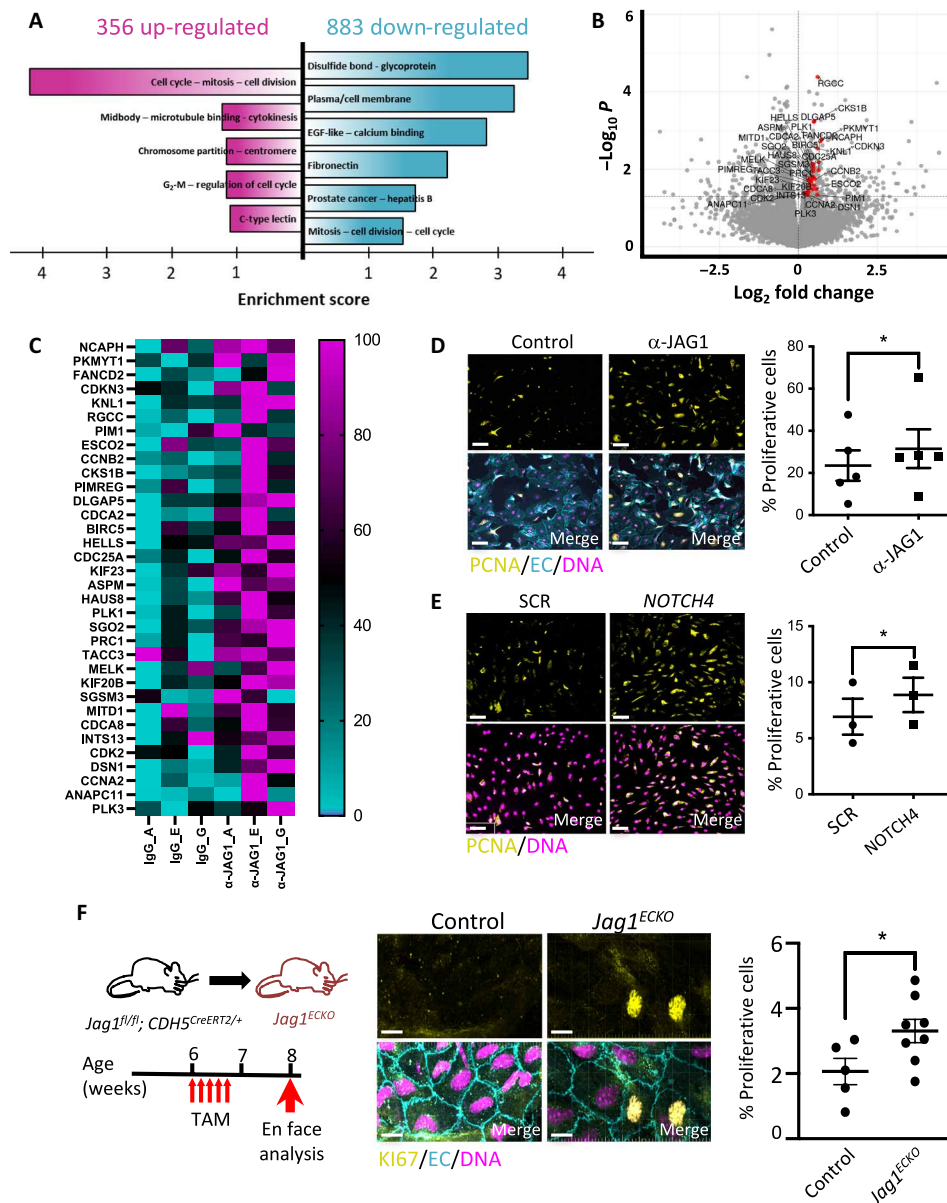 A
356 up-regulated
883 down-regulated
Disulfide bond - glycoprotein
Cell cycle – mitosis – cell division
Plasma/cell membrane
Midbody – microtubule binding - cytokinesis
EGF-like – calcium binding
Chromosome partition – centromere
Fibronectin
G2-M – regulation of cell cycle
Prostate cancer – hepatitis B
C-type lectin
Mitosis – cell division – cell cycle
4 3 2 1 1 2 3 4
Enrichment score
B
6
4
2
0
–Log10 P
RGCC
CKS1B
HELLS DLGAP5
ASPM PLK1 PKMYT1
MITD1 CDCA2 FANCD2 NCAPH
SGO2 BIRC5 CDKN3
HAUS8 CDC25A KNL1
MELK SGSM3
PIMREG TACC3 PRC1 CCNB2
KIF23 KIF20B ESCO2
CDCA8 INTS13 PIM1
CDK2 CCNA2
ANAPC11 DSN1
PLK3
−2.5 0 2.5
Log2 fold change
C
NCAPH
PKMYT1
FANCD2
CDKN3
KNL1
RGCC
PIM1
ESCO2
CCNB2
CKS1B
PIMREG
DLGAP5
CDCA2
BIRC5
HELLS
CDC25A
KIF23
ASPM
HAUS8
PLK1
SGO2
PRC1
TACC3
MELK
KIF20B
SGSM3
MITD1
CDCA8
INTS13
CDK2
DSN1
CCNA2
ANAPC11
PLK3
IgG_A
IgG_E
IgG_G
α-JAG1_A
α-JAG1_E
α-JAG1_G
100
80
60
40
20
0
D
Control
α-JAG1
Merge
Merge
PCNA/EC/DNA
% Proliferative cells
80
60
40
20
0
*
Control
α-JAG1
E
SCR
NOTCH4
Merge
Merge
PCNA/DNA
% Proliferative cells
15
10
5
0
*
SCR
NOTCH4
F
Jag1fl/fl; CDH5CreERT2/+
Jag1ECKO
Age
(weeks)
6 7 8
TAM
En face
analysis
Control
Jag1ECKO
Merge
Merge
KI67/EC/DNA
% Proliferative cells
6
4
2
0
*
Control
Jag1ECKO